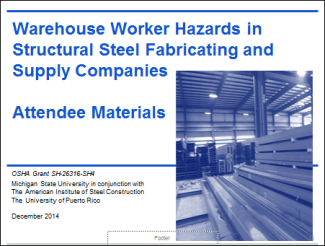 Warehouse Worker Hazards in
Structural Steel Fabricating and
Supply Companies
Attendee Materials
OSHA Grant SH-26316-SH4
Michigan State University in conjunction with
The American Institute of Steel Construction
The University of Puerto Rico
December 2014
Footer